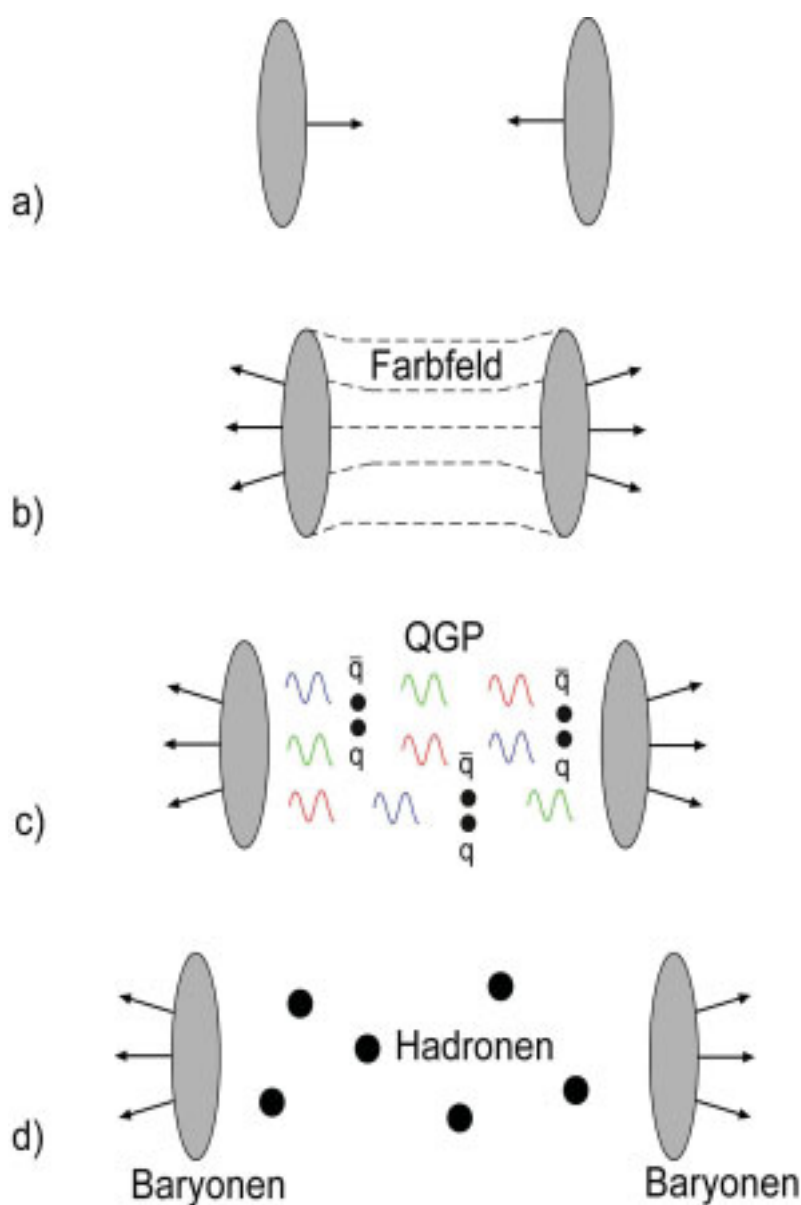 a)
Farbfeld
b)
QGP
q̄ q̄
q q̄ q
c)
q
Hadronen
d)
Baryonen Baryonen